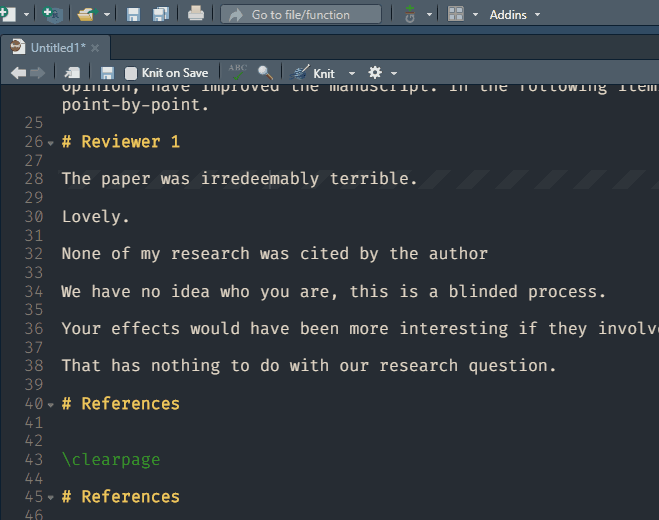 Go to file/function
Addins
Untitled1*
Knit on Save
ABC
Knit
opinion, have improved the manuscript. In the following item
point-by-point.
25
26 # Reviewer 1
27
28 The paper was irredeemably terrible.
29
30 Lovely.
31
32 None of my research was cited by the author
33
34 We have no idea who you are, this is a blinded process.
35
36 Your effects would have been more interesting if they involve
37
38 That has nothing to do with our research question.
39
40 # References
41
42
43 \clearpage
44
45 # References
46